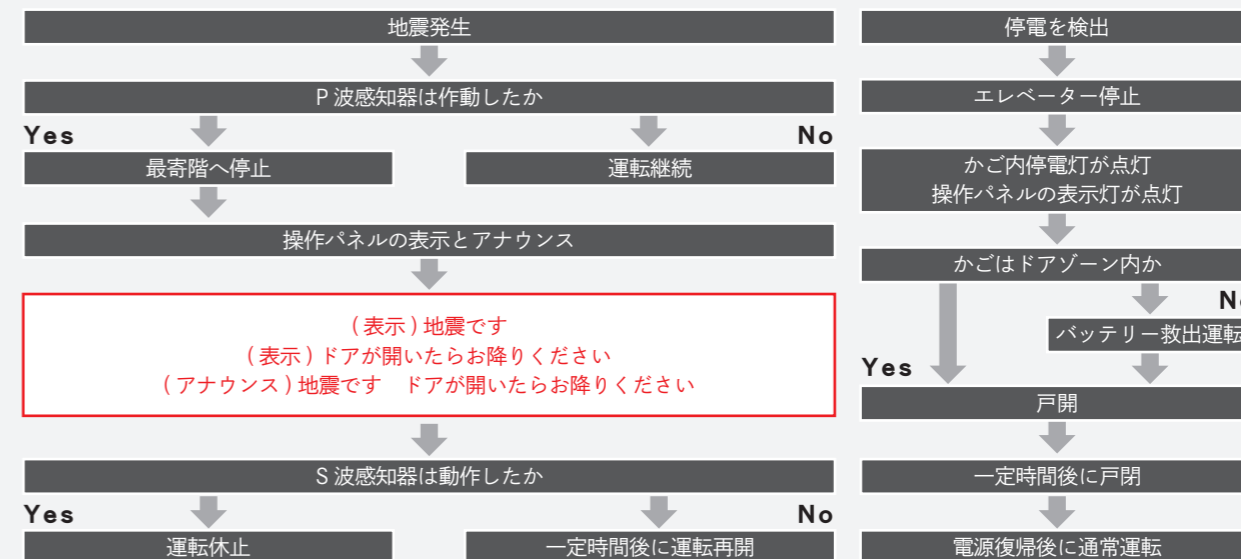 地震発生
P波感知器は作動したか
Yes
No
最寄階へ停止
運転継続
操作パネルの表示とアナウンス
(表示)地震です
(表示)ドアが開いたらお降りください
(アナウンス)地震です　ドアが開いたらお降りください
S波感知器は動作したか
Yes
No
運転休止
一定時間後に運転再開
停電を検出
エレベーター停止
かご内停電灯が点灯
操作パネルの表示灯が点灯
かごはドアゾーン内か
No
バッテリー救出運転
Yes
戸開
一定時間後に戸閉
電源復帰後に通常運転